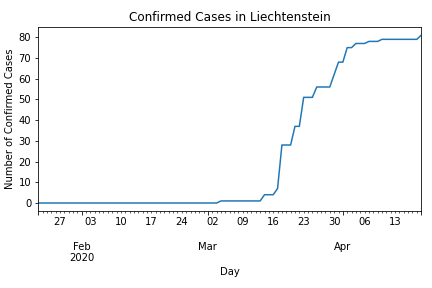 Confirmed Cases in Liechtenstein
Number of Confirmed Cases
80
70
60
50
40
30
20
10
0
27 03 10 17 24 02 09 16 23 30 06 13
Feb Mar Apr
2020
Day